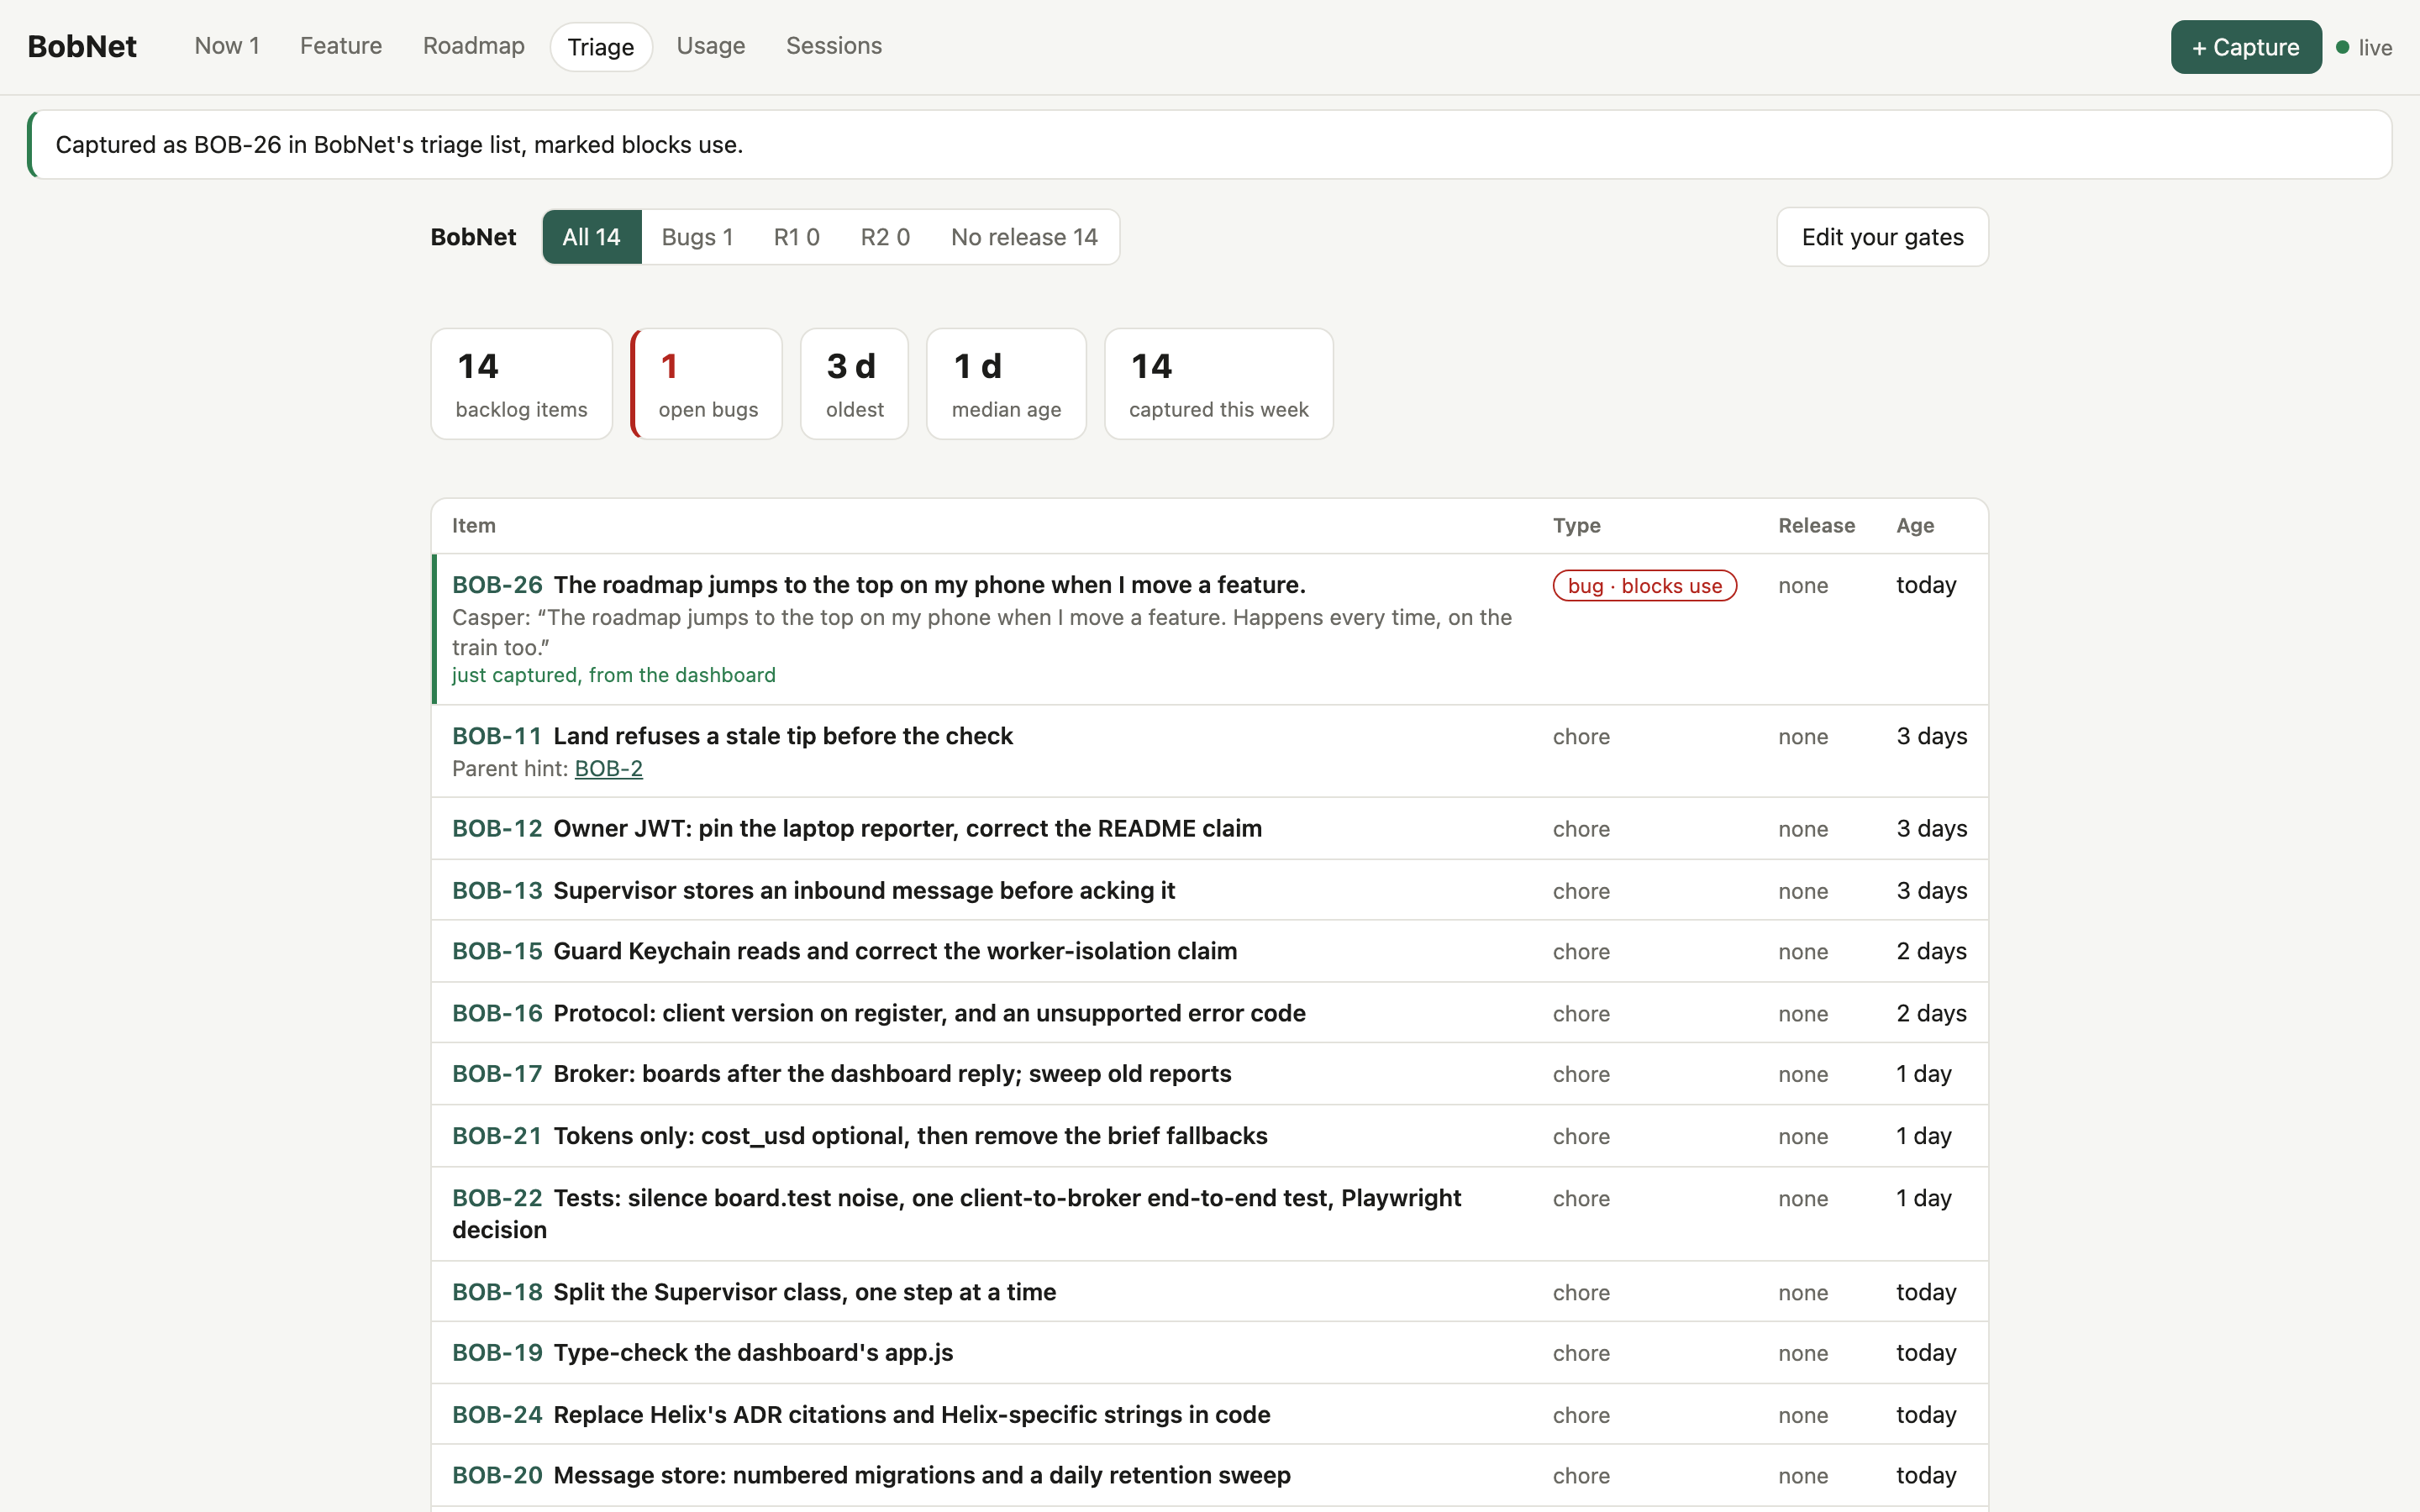 BobNet Now 1 Feature Roadmap Triage Usage Sessions + Capture live
Captured as BOB-26 in BobNet's triage list, marked blocks use.
BobNet All 14 Bugs 1 R1 0 R2 0 No release 14 Edit your gates
14 1 3 d 1 d 14
backlog items open bugs oldest median age captured this week
Item Type Release Age
BOB-26 The roadmap jumps to the top on my phone when I move a feature. bug · blocks use none today
Casper: “The roadmap jumps to the top on my phone when I move a feature. Happens every time, on the
train too.”
just captured, from the dashboard
BOB-11 Land refuses a stale tip before the check chore none 3 days
Parent hint: BOB-2
BOB-12 Owner JWT: pin the laptop reporter, correct the README claim chore none 3 days
BOB-13 Supervisor stores an inbound message before acking it chore none 3 days
BOB-15 Guard Keychain reads and correct the worker-isolation claim chore none 2 days
BOB-16 Protocol: client version on register, and an unsupported error code chore none 2 days
BOB-17 Broker: boards after the dashboard reply; sweep old reports chore none 1 day
BOB-21 Tokens only: cost_usd optional, then remove the brief fallbacks chore none 1 day
BOB-22 Tests: silence board.test noise, one client-to-broker end-to-end test, Playwright chore none 1 day
decision
BOB-18 Split the Supervisor class, one step at a time chore none today
BOB-19 Type-check the dashboard's app.js chore none today
BOB-24 Replace Helix's ADR citations and Helix-specific strings in code chore none today
BOB-20 Message store: numbered migrations and a daily retention sweep chore none today